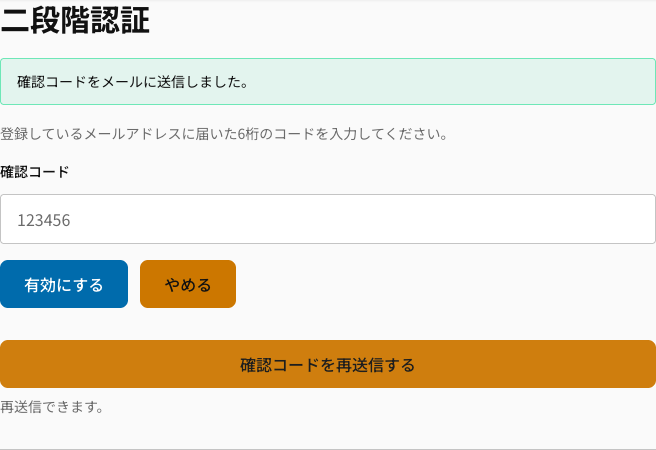 二段階認証
確認コードをメールに送信しました。
登録しているメールアドレスに届いた6桁のコードを入力してください。
確認コード
123456
有効にする
やめる
確認コードを再送信する
再送信できます。